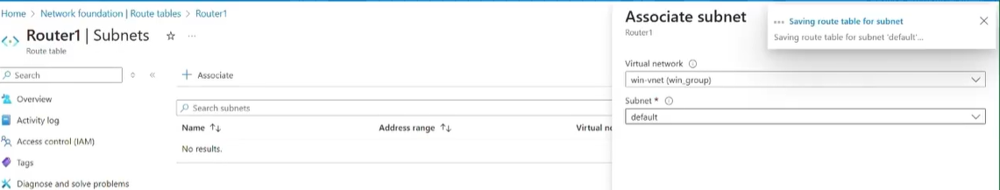 Home > Network foundation | Route tables > Router1
Router1 | Subnets
Route table
Search
Associate
Overview
Activity log
Access control (IAM)
Tags
Diagnose and solve problems
Search subnets
Name ↑↓ Address range ↑↓ Virtual ne
No results.
Associate subnet
Router1
Saving route table for subnet
Saving route table for subnet 'default'...
Virtual network
win-vnet (win_group)
Subnet *
default